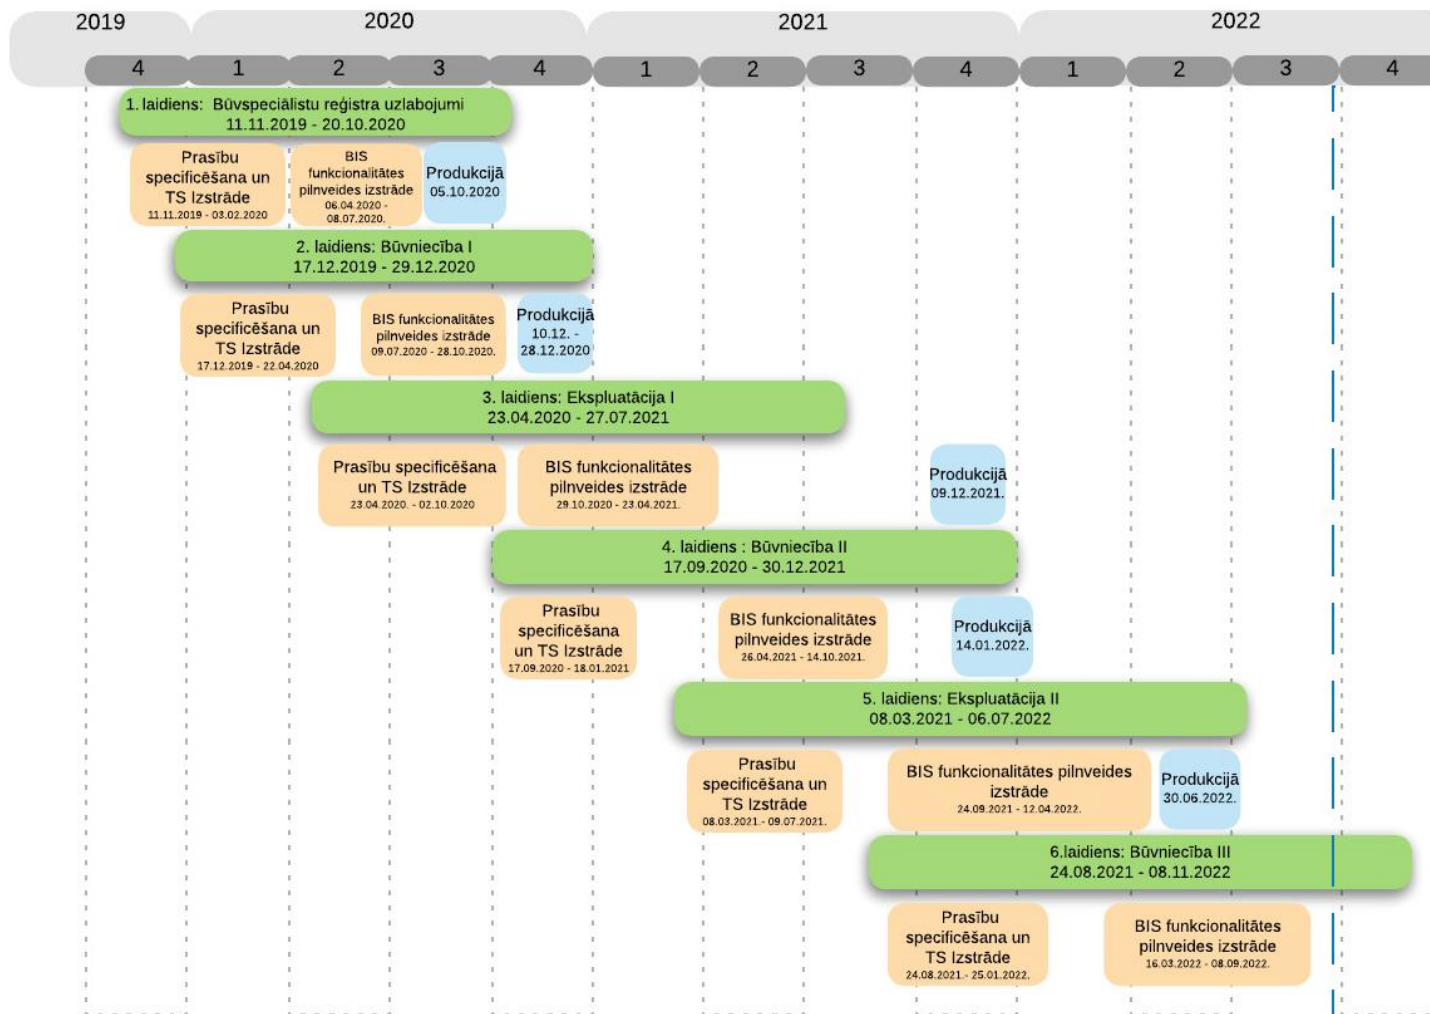 2019
2020
2021
2022
4
1
2
3
4
1
2
3
4
1
2
3
4
1. laidiens: Būvspeciālistu reģistra uzlabojumi
11.11.2019 - 20.10.2020
Prasību
specificēšana un
TS Izstrāde
11.11.2019 - 03.02.2020
BIS
funkcionalitātes
pilnveides izstrāde
06.04.2020 -
08.07.2020.
Produkcijā
05.10.2020
2. laidiens: Būvniecība I
17.12.2019 - 29.12.2020
Prasību
specificēšana un
TS Izstrāde
17.12.2019 - 22.04.2020
BIS funkcionalitātes
pilnveides izstrāde
09.07.2020 - 28.10.2020.
Produkcijā
10.12. -
28.12.2020
3. laidiens: Ekspluatācija I
23.04.2020 - 27.07.2021
Prasību specificēšana
un TS Izstrāde
23.04.2020. - 02.10.2020
BIS funkcionalitātes
pilnveides izstrāde
29.10.2020 - 23.04.2021.
Produkcijā
09.12.2021.
4. laidiens : Būvniecība II
17.09.2020 - 30.12.2021
Prasību
specificēšana
un TS Izstrāde
17.09.2020 - 18.01.2021
BIS funkcionalitātes
pilnveides izstrāde
26.04.2021 - 14.10.2021.
Produkcijā
14.01.2022.
5. laidiens: Ekspluatācija II
08.03.2021 - 06.07.2022
Prasību
specificēšana un
TS Izstrāde
08.03.2021.- 09.07.2021.
BIS funkcionalitātes pilnveides
izstrāde
24.09.2021 - 12.04.2022.
Produkcijā
30.06.2022.
6.laidiens: Būvniecība III
24.08.2021 - 08.11.2022
Prasību
specificēšana un
TS Izstrāde
24.08.2021.- 25.01.2022.
BIS funkcionalitātes
pilnveides izstrāde
16.03.2022 - 08.09.2022.